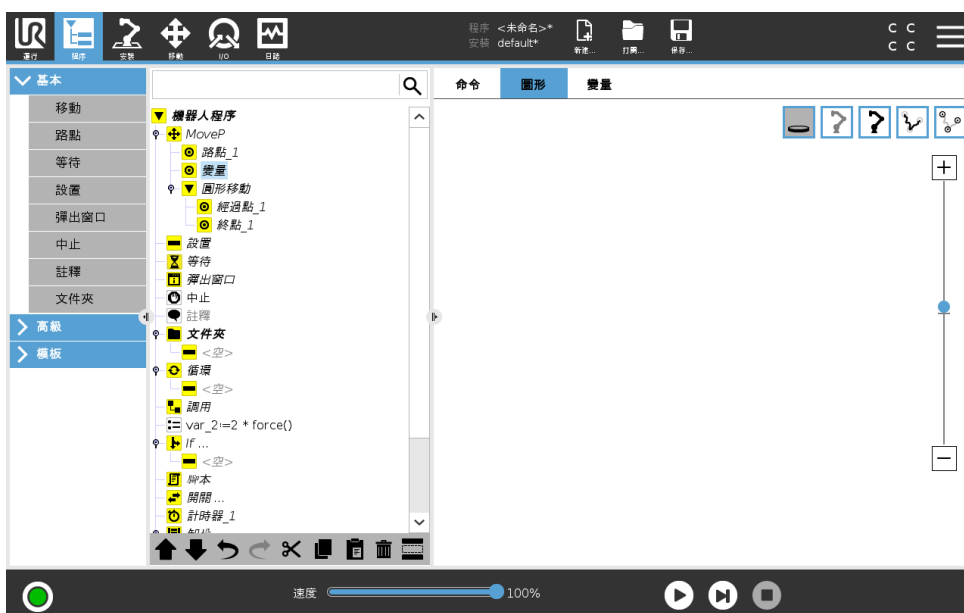 UR
運行
程序
安裝
移動
I/O
日誌
程序 <未命名>*
安裝 default*
新建...
打開...
保存...
C C
C C
基本
移動
路點
等待
設置
彈出窗口
中止
註釋
文件夾
高級
模板
機器人程序
MoveP
路點_1
變量
圓形移動
經過點_1
終點_1
設置
等待
彈出窗口
中止
註釋
文件夾
<空>
循環
<空>
調用
var_2:=2 * force()
If ...
<空>
腳本
開關 ...
計時器_1
命令
圖形
變量
速度
100%